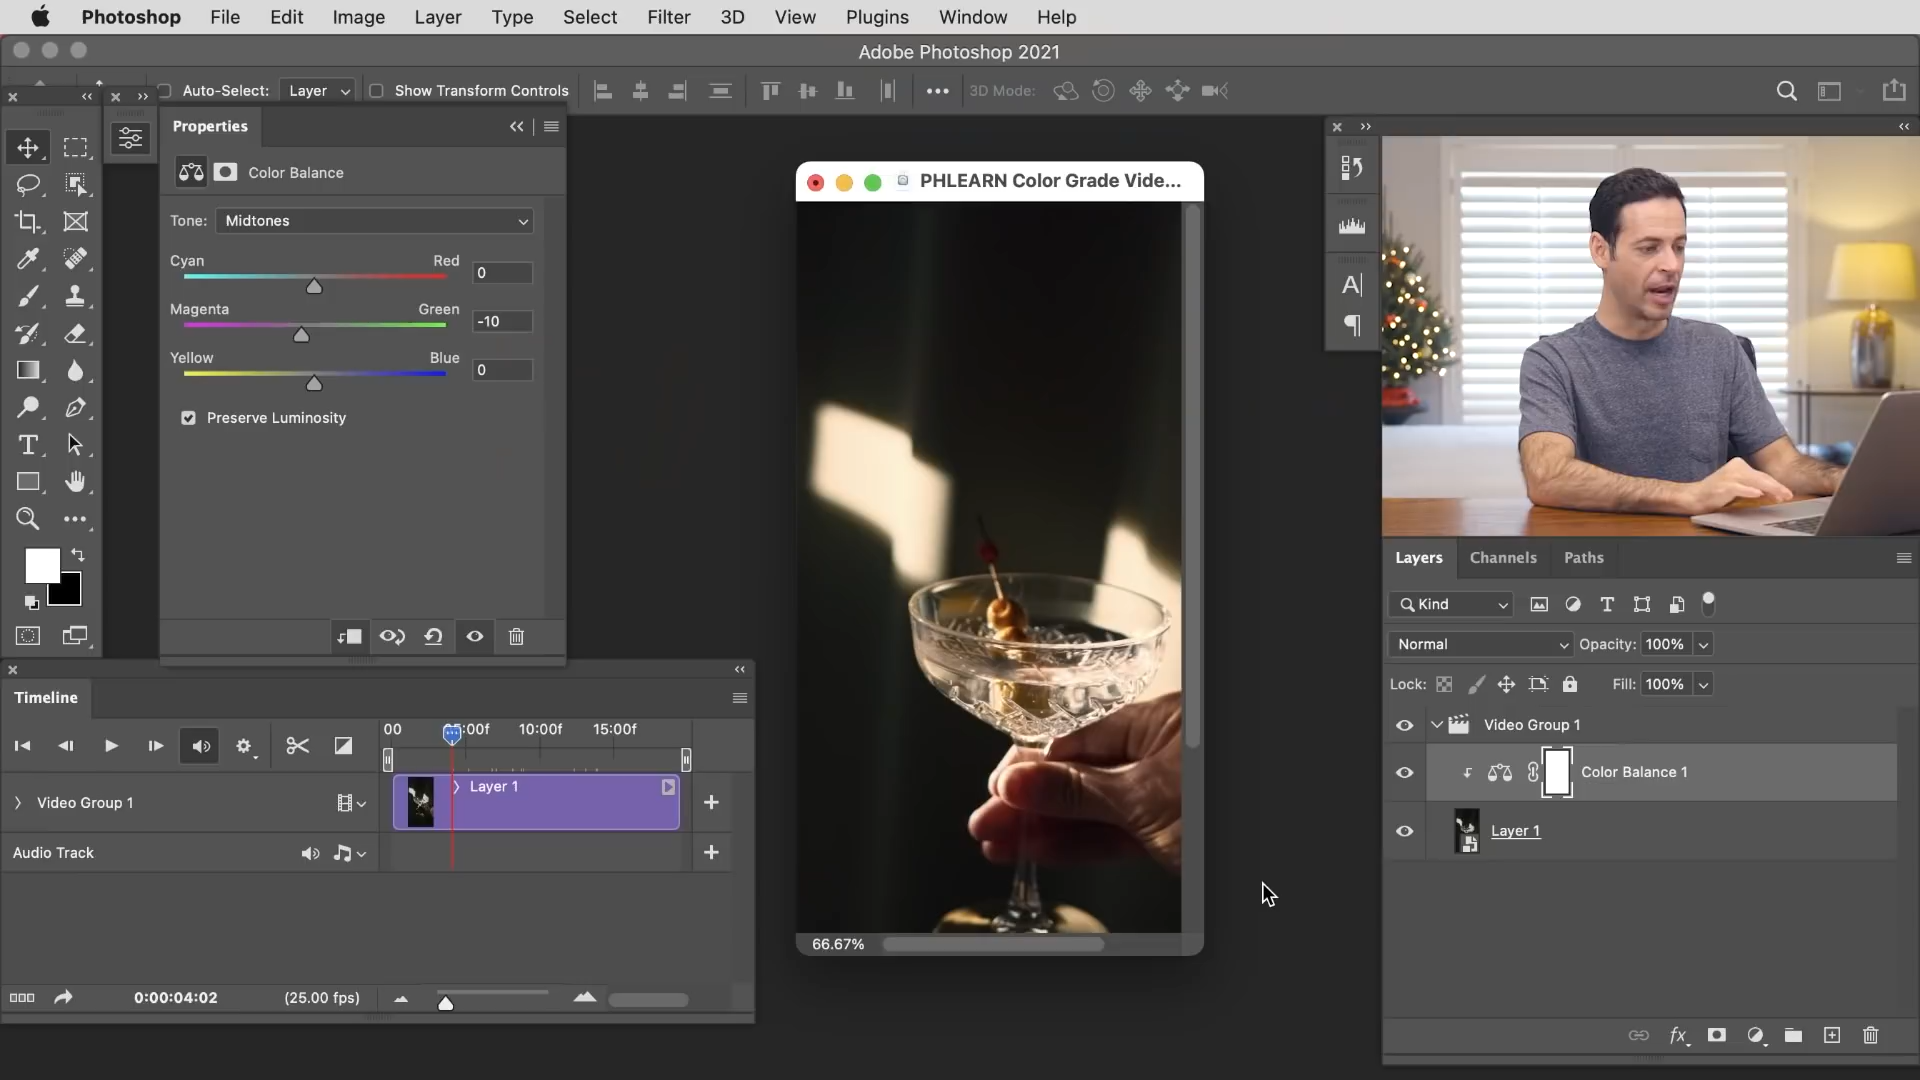 Photoshop File Edit Image Layer Type Select Filter 3D View Plugins Window Help
Adobe Photoshop 2021
Auto-Select: Layer Show Transform Controls 3D Mode:
Properties
Color Balance
Tone: Midtones
Cyan Red 0
Magenta Green -10
Yellow Blue 0
Preserve Luminosity
PHLEARN Color Grade Vide...
66.67%
Timeline
00 05:00f 10:00f 15:00f
Video Group 1
Layer 1
Audio Track
0:00:04:02 (25.00 fps)
Layers Channels Paths
Kind
Normal Opacity: 100%
Lock: Fill: 100%
Video Group 1
Color Balance 1
Layer 1